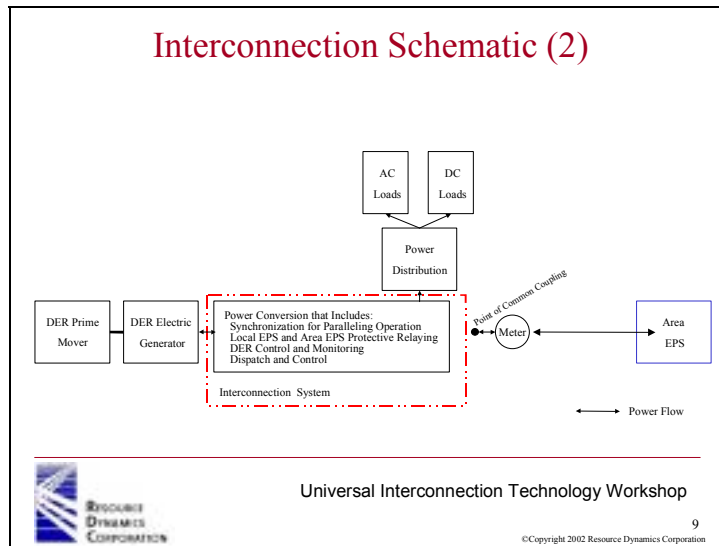 Interconnection Schematic (2)
AC
Loads
DC
Loads
Power
Distribution
Point of Common Coupling
DER Prime
Mover
DER Electric
Generator
Power Conversion that Includes:
Synchronization for Paralleling Operation
Local EPS and Area EPS Protective Relaying
DER Control and Monitoring
Dispatch and Control
Interconnection System
Meter
Area
EPS
Power Flow
RESOURCE
DYNAMICS
CORPORATION
Universal Interconnection Technology Workshop
9
©Copyright 2002 Resource Dynamics Corporation